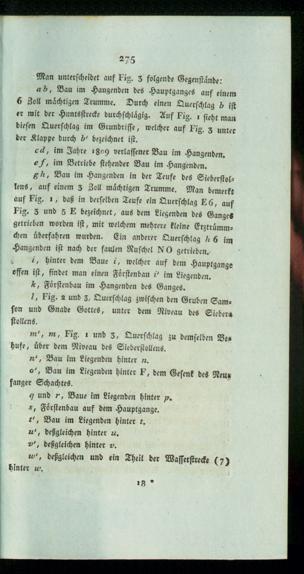 275
Man unterscheidet auf Fig. 3 folgende Gegenstände:
ab, Bau im Hangenden des Hauptganges auf einem
6 Zoll mächtigen Trumme. Durch einen Querschlag b ist
er mit der Huntsstrecke durchschlägig. Auf Fig. 1 sieht man
diesen Querschlag im Grundrisse, welcher auf Fig. 3 unter
der Klappe durch b' bezeichnet ist.
cd, im Jahre 1809 verlassener Bau im Hangenden.
ef, im Betriebe stehender Bau im Hangenden.
gh, Bau im Hangenden in der Teufe des Sieberstol-
lens, auf einem 3 Zoll mächtigen Trumme. Man bemerkt
auf Fig. 1, daß in derselben Teufe ein Querschlag E6, auf
Fig. 3 und 5 E bezeichnet, aus dem Liegenden des Ganges
getrieben worden ist, mit welchem mehrere kleine Erztrüm-
chen überfahren wurden. Ein anderer Querschlag h6 im
Hangenden ist nach der faulen Ruschel NO getrieben.
i, hinter dem Baue i, welcher auf dem Hauptgange
offen ist, findet man einen Förstenbau i' im Liegenden.
k, Förstenbau im Hangenden des Ganges.
l, Fig. 2 und 3, Querschlag zwischen den Gruben Sam-
son und Gnade Gottes, unter dem Niveau des Sieber-
stollens.
m', m, Fig. 1 und 3, Querschlag zu demselben Be-
hufe, über dem Niveau des Sieberstollens.
n', Bau im Liegenden hinter n.
o', Bau im Liegenden hinter F, dem Gesenk des Neu-
fanger Schachtes.
q und r, Baue im Liegenden hinter p.
s, Förstenbau auf dem Hauptgange.
t', Bau im Liegenden hinter t.
u', deßgleichen hinter u.
v', deßgleichen hinter v.
w', deßgleichen und ein Theil der Wasserstrecke (7)
hinter w.
18 *